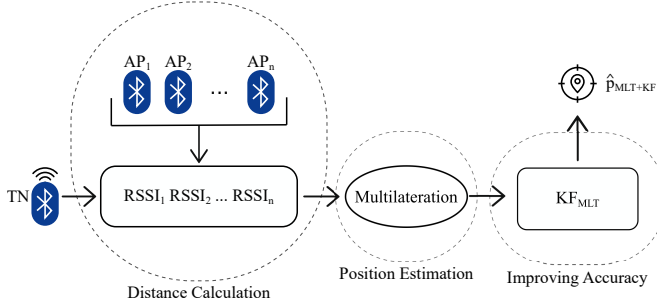 AP₁ AP₂ ... APₙ
p̂MLT+KF
TN
RSSI₁ RSSI₂ ... RSSIₙ
Multilateration
KFMLT
Distance Calculation
Position Estimation
Improving Accuracy